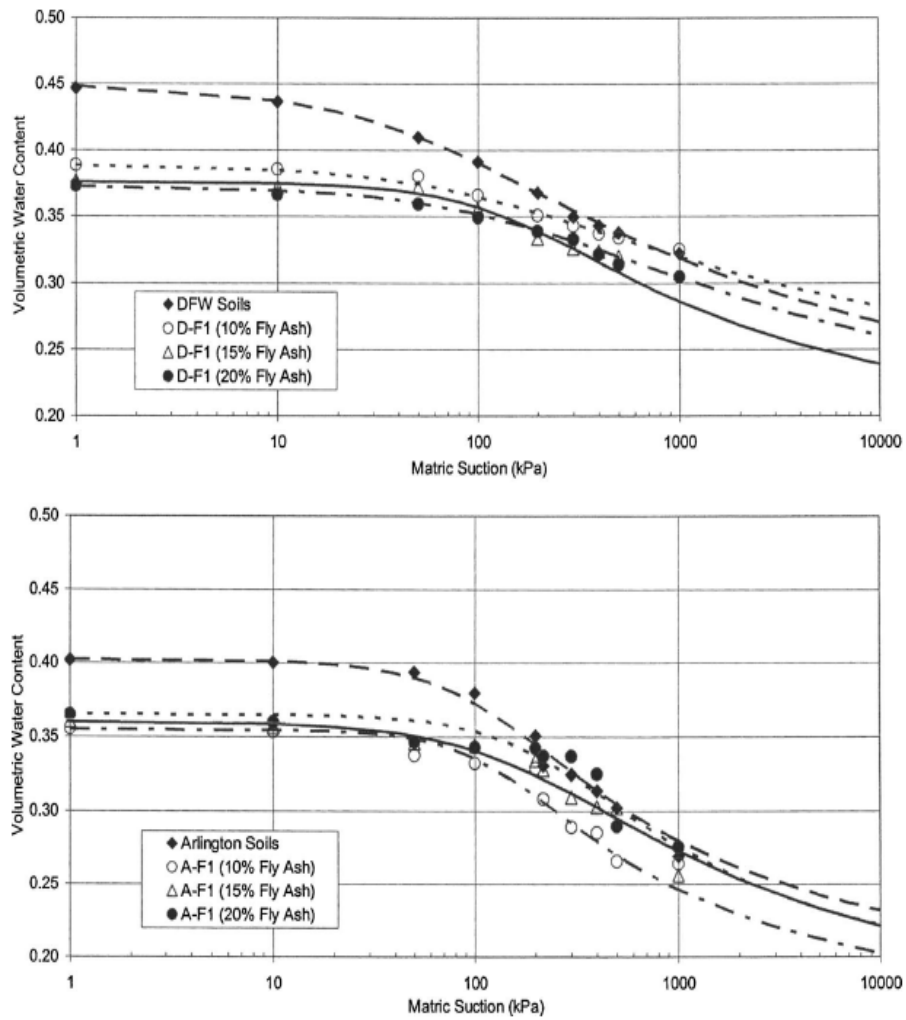 0.50
0.45
0.40
0.35
0.30
0.25
0.20
Volumetric Water Content
◆ DFW Soils
○ D-F1 (10% Fly Ash)
△ D-F1 (15% Fly Ash)
● D-F1 (20% Fly Ash)
1 10 100 1000 10000
Matric Suction (kPa)
0.50
0.45
0.40
0.35
0.30
0.25
0.20
Volumetric Water Content
◆ Arlington Soils
○ A-F1 (10% Fly Ash)
△ A-F1 (15% Fly Ash)
● A-F1 (20% Fly Ash)
1 10 100 1000 10000
Matric Suction (kPa)